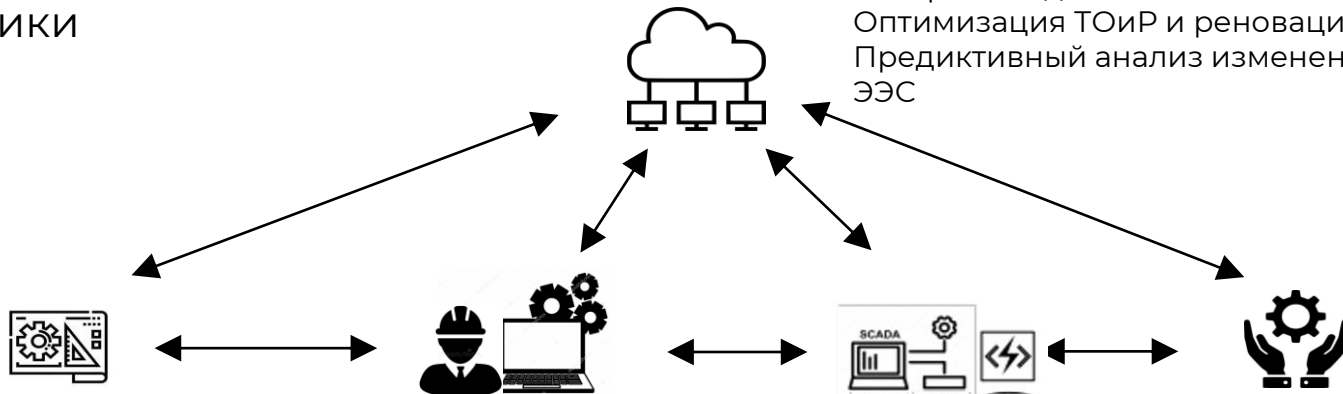 ики
Оптимизация ТОиР и реноваци
Предиктивный анализ изменен
ЭЭС
SCADA